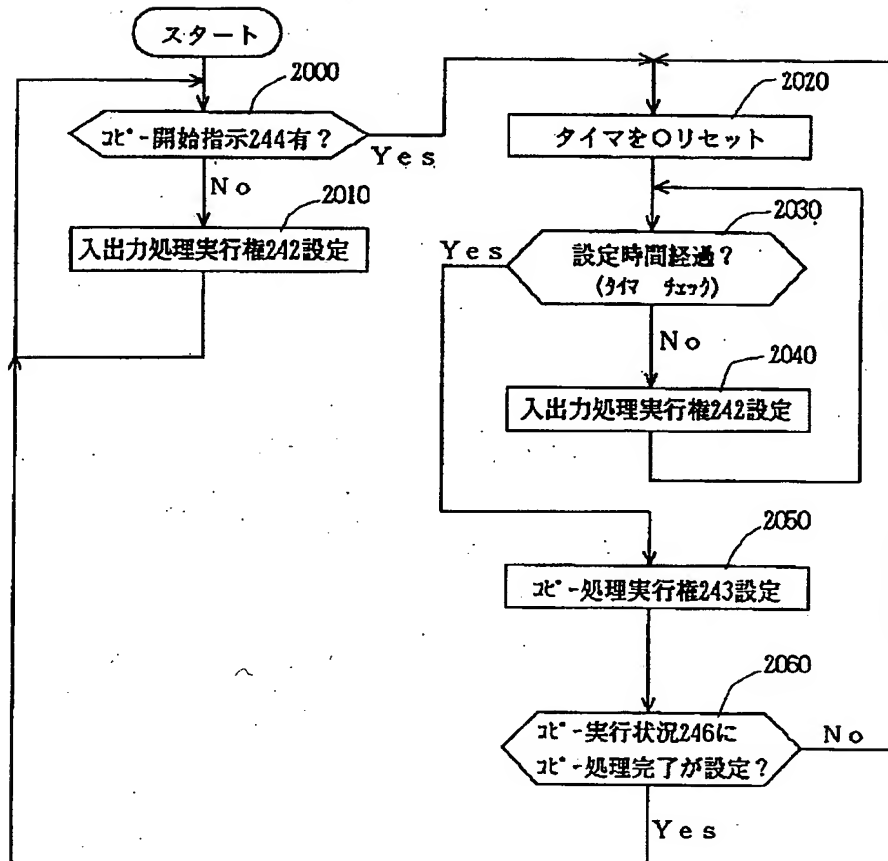 スタート
2000
ｺﾋﾟｰ開始指示244有？
Yes
No
2010
入出力処理実行権242設定
2020
タイマを０リセット
2030
設定時間経過？
(ﾀｲﾏ　ﾁｪｯｸ)
Yes
No
2040
入出力処理実行権242設定
2050
ｺﾋﾟｰ処理実行権243設定
2060
ｺﾋﾟｰ実行状況246に
ｺﾋﾟｰ処理完了が設定？
No
Yes